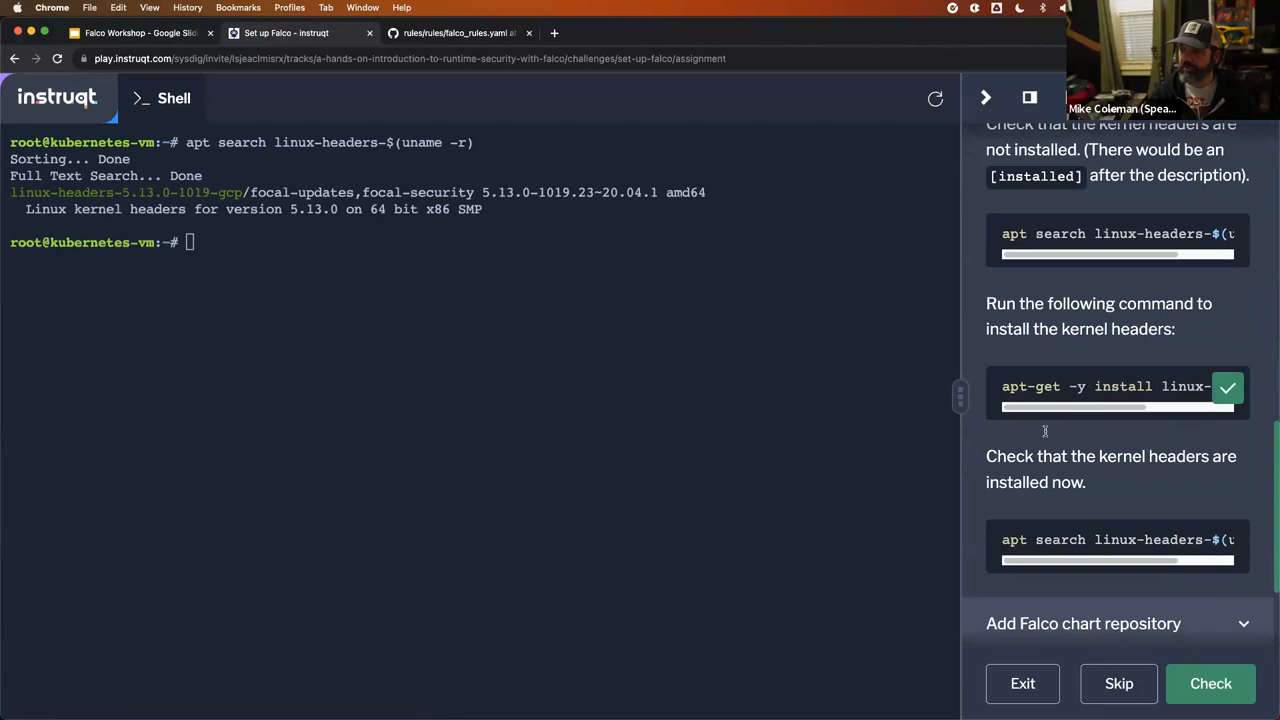 Chrome File Edit View History Bookmarks Profiles Tab Window Help
Falco Workshop - Google Slid
Set up Falco - instruqt
rules/rules/falco_rules.yaml at
play.instruqt.com/sysdig/invite/lsjeaclmisrx/tracks/a-hands-on-introduction-to-runtime-security-with-falco/challenges/set-up-falco/assignment
Mike Coleman (Spea...
instruqt
>_ Shell
root@kubernetes-vm:~# apt search linux-headers-$(uname -r)
Sorting... Done
Full Text Search... Done
linux-headers-5.13.0-1019-gcp/focal-updates,focal-security 5.13.0-1019.23~20.04.1 amd64
Linux kernel headers for version 5.13.0 on 64 bit x86 SMP
root@kubernetes-vm:~#
Check that the kernel headers are
not installed. (There would be an
[installed] after the description).
apt search linux-headers-$(u
Run the following command to
install the kernel headers:
apt-get -y install linux-
Check that the kernel headers are
installed now.
apt search linux-headers-$(u
Add Falco chart repository
Exit
Skip
Check